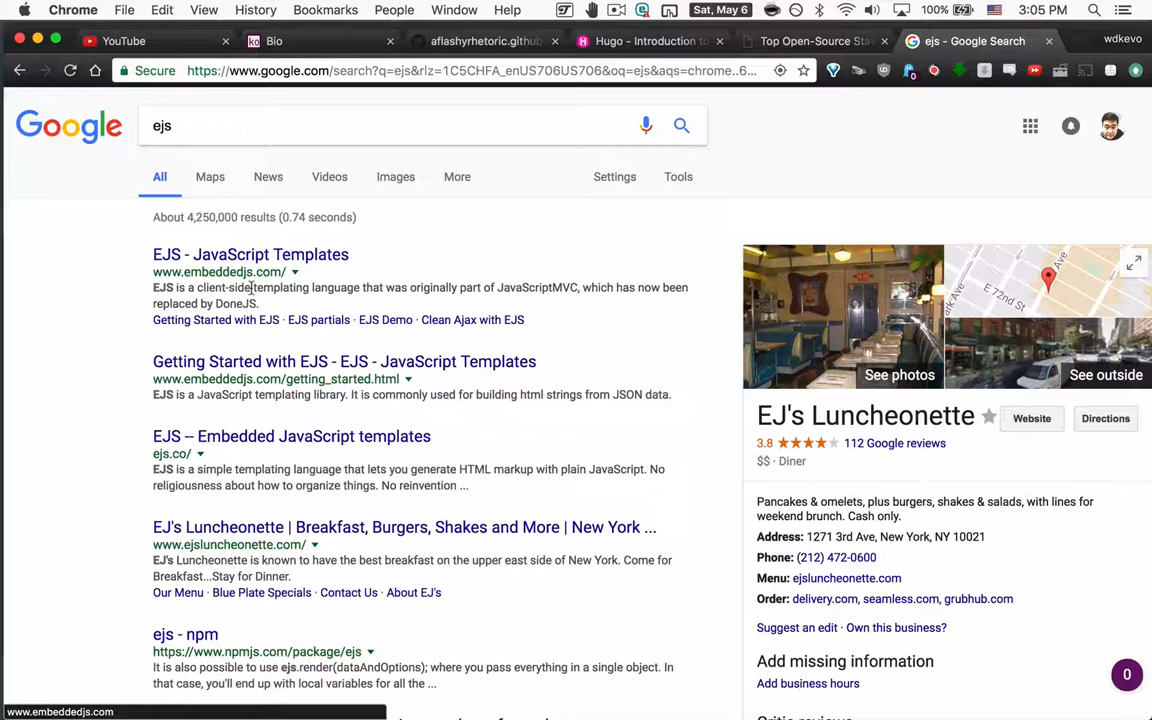 Chrome File Edit View History Bookmarks People Window Help Sat, May 6 100% 3:05 PM
YouTube Bio aflashyrhetoric.github Hugo - Introduction to Top Open-Source Sta ejs - Google Search wdkevo
Secure https://www.google.com/search?q=ejs&rlz=1C5CHFA_enUS706US706&oq=ejs&aqs=chrome..6... 0
Google ejs
All Maps News Videos Images More Settings Tools
About 4,250,000 results (0.74 seconds)
EJS - JavaScript Templates
www.embeddedjs.com/
EJS is a client-side templating language that was originally part of JavaScriptMVC, which has now been
replaced by DoneJS.
Getting Started with EJS · EJS partials · EJS Demo · Clean Ajax with EJS
Getting Started with EJS - EJS - JavaScript Templates
www.embeddedjs.com/getting_started.html
EJS is a JavaScript templating library. It is commonly used for building html strings from JSON data.
EJS -- Embedded JavaScript templates
ejs.co/
EJS is a simple templating language that lets you generate HTML markup with plain JavaScript. No
religiousness about how to organize things. No reinvention ...
EJ's Luncheonette | Breakfast, Burgers, Shakes and More | New York ...
www.ejsluncheonette.com/
EJ's Luncheonette is known to have the best breakfast on the upper east side of New York. Come for
Breakfast...Stay for Dinner.
Our Menu · Blue Plate Specials · Contact Us · About EJ's
ejs - npm
https://www.npmjs.com/package/ejs
It is also possible to use ejs.render(dataAndOptions); where you pass everything in a single object. In
that case, you'll end up with local variables for all the ...
www.embeddedjs.com
Park Ave E 72nd St Ave
See photos See outside
EJ's Luncheonette Website Directions
3.8 112 Google reviews
$$ · Diner
Pancakes & omelets, plus burgers, shakes & salads, with lines for
weekend brunch. Cash only.
Address: 1271 3rd Ave, New York, NY 10021
Phone: (212) 472-0600
Menu: ejsluncheonette.com
Order: delivery.com, seamless.com, grubhub.com
Suggest an edit · Own this business?
Add missing information
Add business hours
0